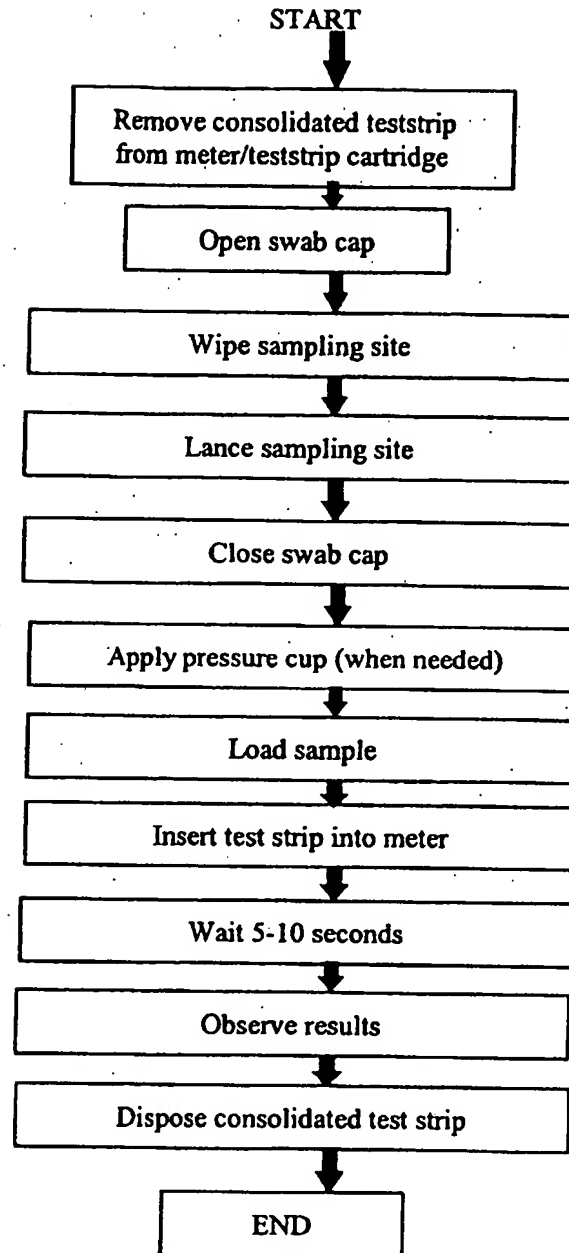 START
Remove consolidated teststrip
from meter/teststrip cartridge
Open swab cap
Wipe sampling site
Lance sampling site
Close swab cap
Apply pressure cup (when needed)
Load sample
Insert test strip into meter
Wait 5-10 seconds
Observe results
Dispose consolidated test strip
END